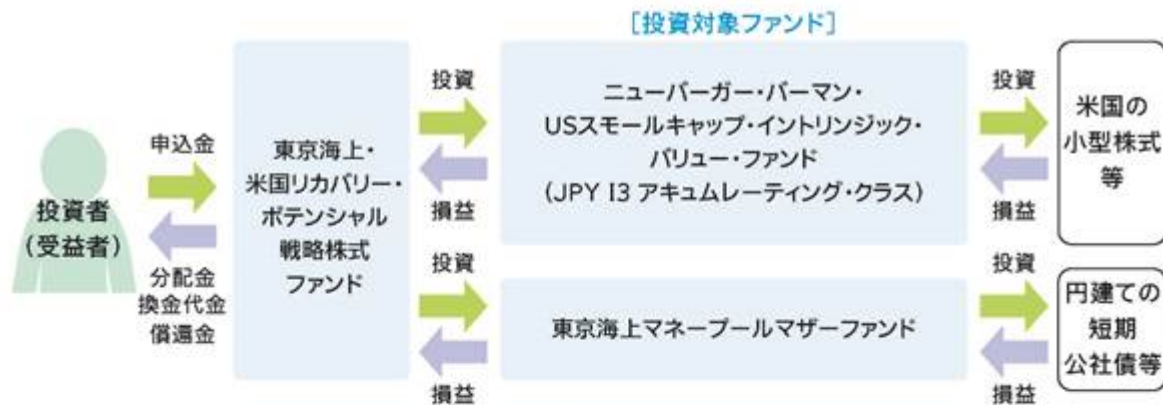 [投資対象ファンド]
投資
ニューバーガー・バーマン・
USスモールキャップ・イントリンジック・
バリュー・ファンド
(JPY I3 アキュムレーティング・クラス)
損益
投資
米国の
小型株式
等
損益
申込金
投資者
(受益者)
分配金
換金代金
償還金
東京海上・
米国リカバリー・
ポテンシャル
戦略株式
ファンド
投資
東京海上マネープールマザーファンド
損益
投資
円建ての
短期
公社債等
損益